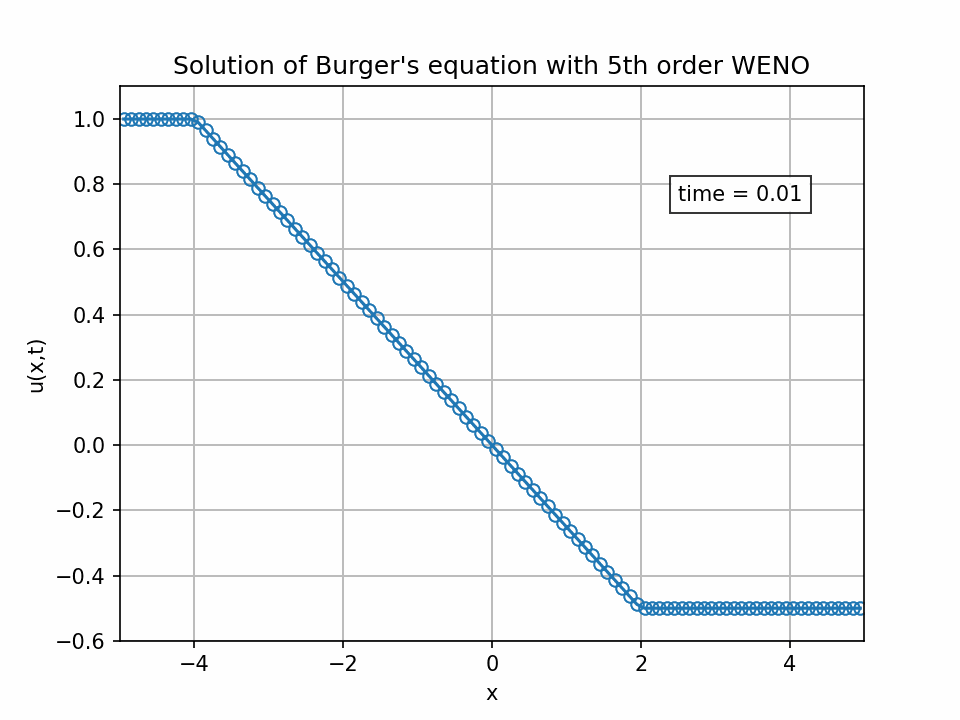 Solution of Burger's equation with 5th order WENO
1.0
0.8
time = 0.01
0.6
0.4
u(x,t)
0.2
0.0
−0.2
−0.4
−0.6
−4 −2 0 2 4
x